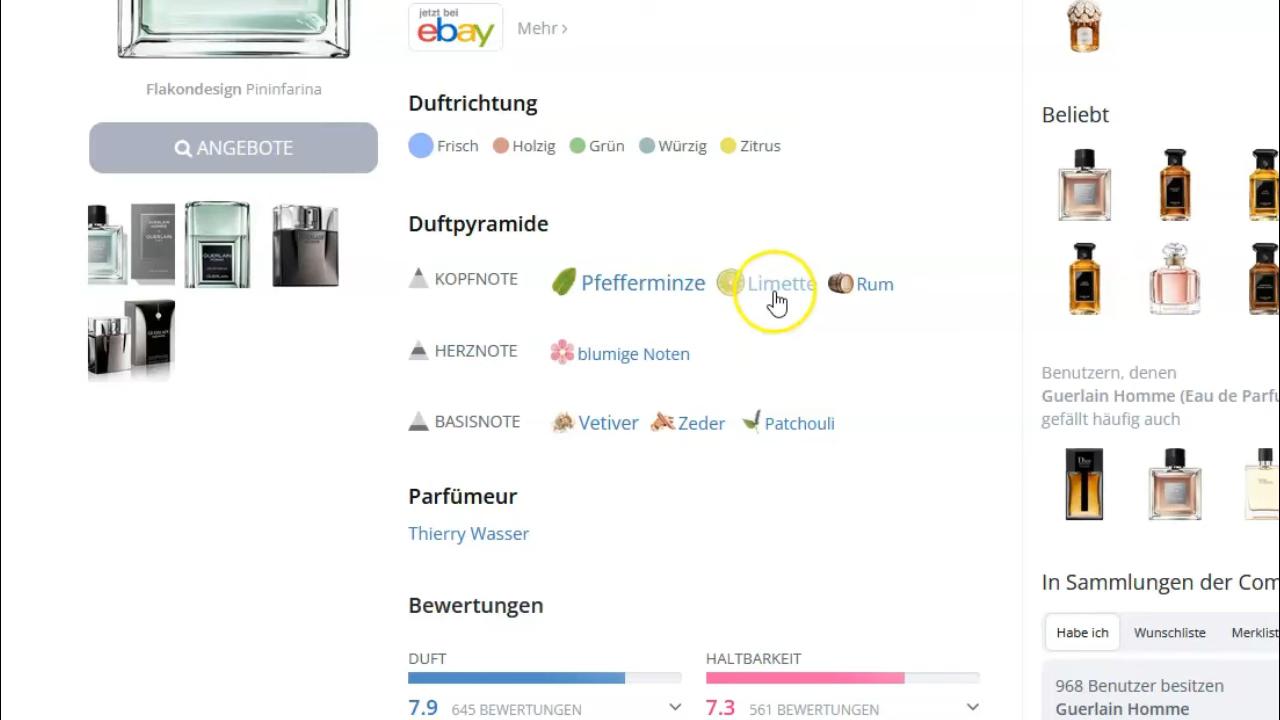 jetzt bei
ebay
Mehr ›
Flakondesign Pininfarina
ANGEBOTE
Duftrichtung
Frisch Holzig Grün Würzig Zitrus
Duftpyramide
KOPFNOTE Pfefferminze Limette Rum
HERZNOTE blumige Noten
BASISNOTE Vetiver Zeder Patchouli
Parfümeur
Thierry Wasser
Bewertungen
DUFT
7.9 645 BEWERTUNGEN
HALTBARKEIT
7.3 561 BEWERTUNGEN
Beliebt
Benutzern, denen
Guerlain Homme (Eau de Parfu
gefällt häufig auch
In Sammlungen der Com
Habe ich Wunschliste Merklist
968 Benutzer besitzen
Guerlain Homme